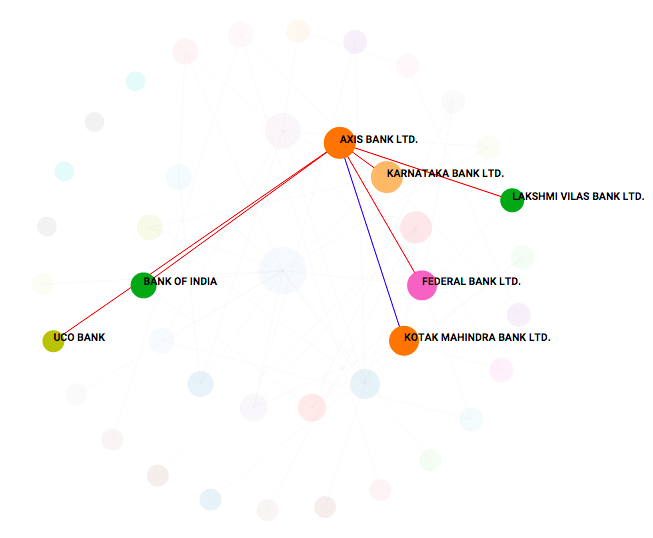 AXIS BANK LTD.
KARNATAKA BANK LTD.
LAKSHMI VILAS BANK LTD.
BANK OF INDIA
FEDERAL BANK LTD.
UCO BANK
KOTAK MAHINDRA BANK LTD.